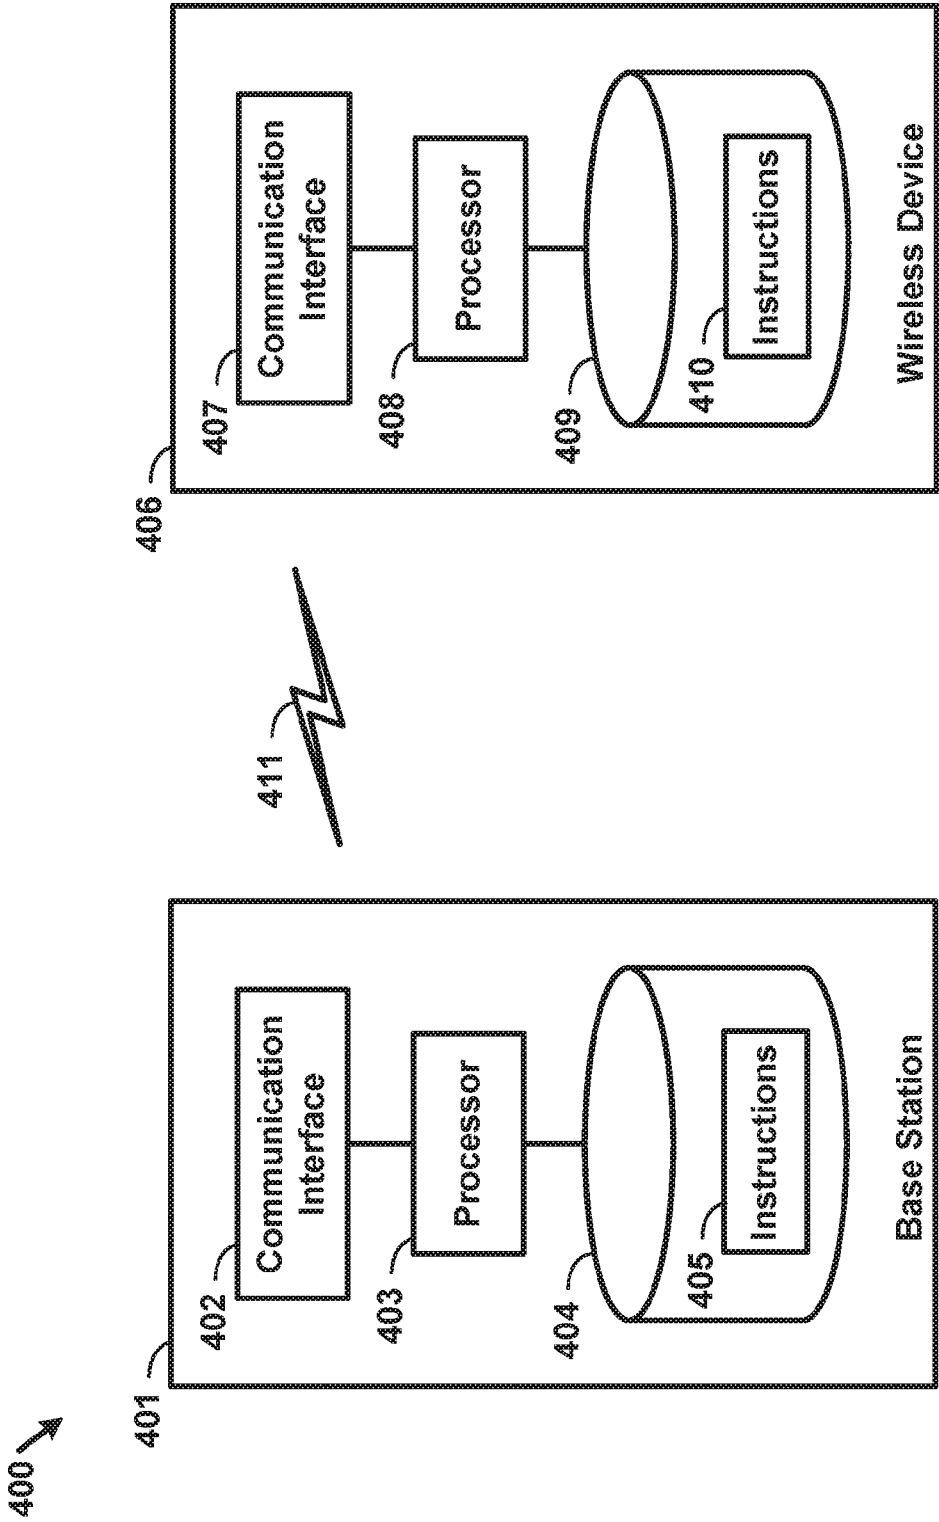 400
401
402
Communication
Interface
403
Processor
404
405
Instructions
Base Station
411
406
407
Communication
Interface
408
Processor
409
410
Instructions
Wireless Device